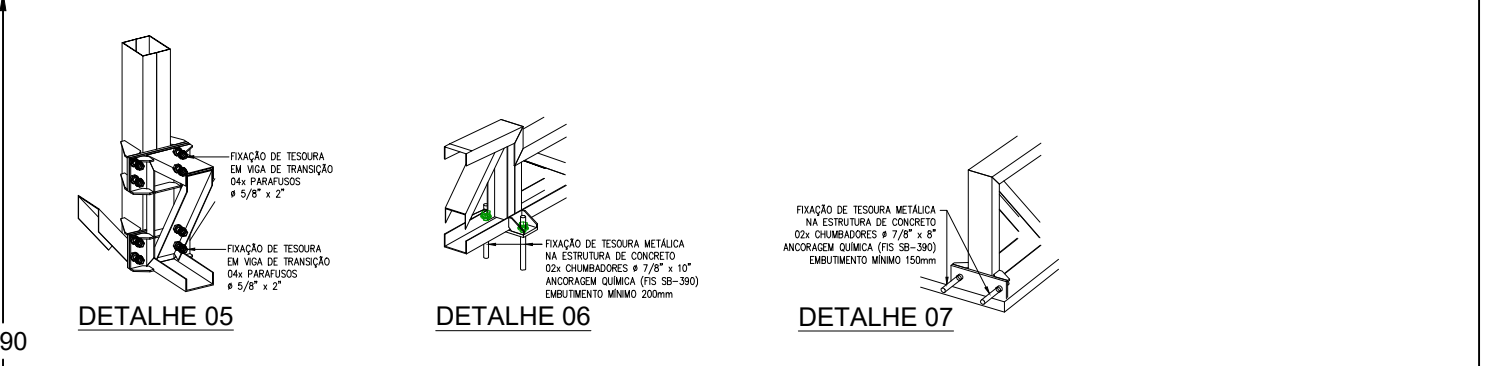 FIXAÇÃO DE TESOURA
EM VIGA DE TRANSIÇÃO
04x PARAFUSOS
ø 5/8" x 2"
FIXAÇÃO DE TESOURA
EM VIGA DE TRANSIÇÃO
04x PARAFUSOS
ø 5/8" x 2"
DETALHE 05
FIXAÇÃO DE TESOURA METÁLICA
NA ESTRUTURA DE CONCRETO
02x CHUMBADORES ø 7/8" x 10"
ANCORAGEM QUÍMICA (FIS SB-390)
EMBUTIMENTO MÍNIMO 200mm
DETALHE 06
FIXAÇÃO DE TESOURA METÁLICA
NA ESTRUTURA DE CONCRETO
02x CHUMBADORES ø 7/8" x 8"
ANCORAGEM QUÍMICA (FIS SB-390)
EMBUTIMENTO MÍNIMO 150mm
DETALHE 07
90